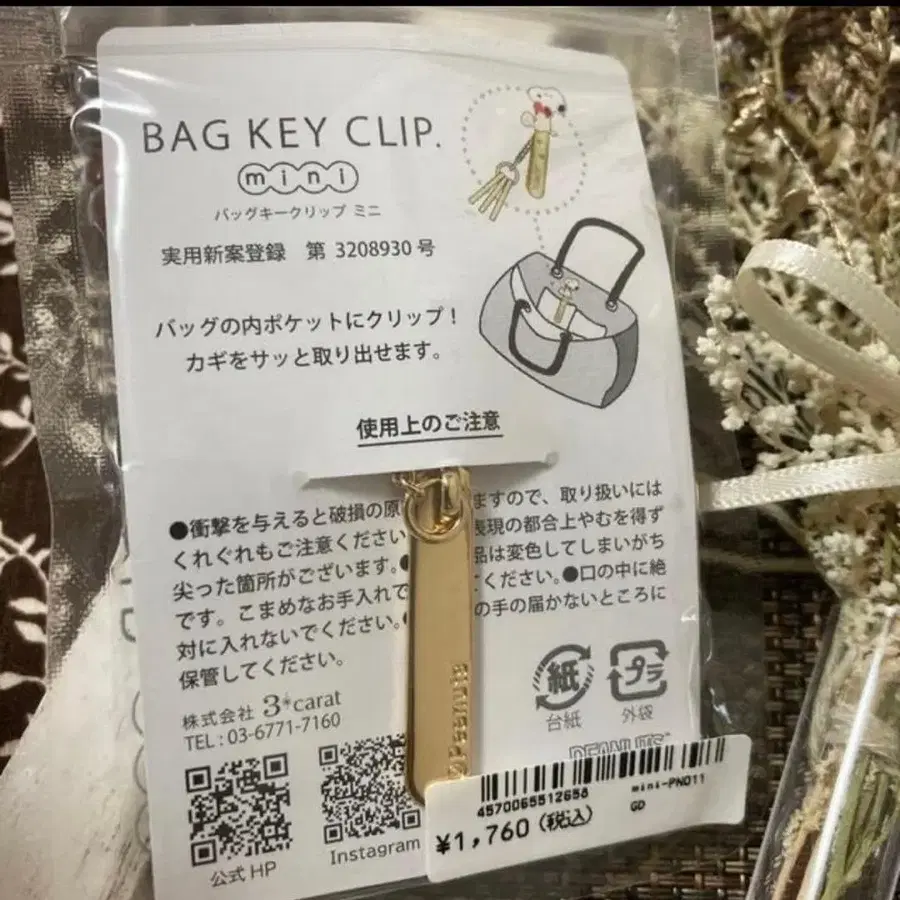 BAG KEY CLIP.
mini
バッグキークリップ ミニ
実用新案登録 第 3208930 号
バッグの内ポケットにクリップ！
カギをサッと取り出せます。
使用上のご注意
●衝撃を与えると破損の原 ますので、取り扱いには
くれぐれもご注意ください 表現の都合上やむを得ず
尖った箇所がございます。 品は変色してしまいがち
です。こまめなお手入れで ください。●口の中に絶
対に入れないでください。 の手の届かないところに
保管してください。
株式会社 3*carat
TEL : 03-6771-7160
紙
台紙
プラ
外袋
PEANUTS
Peanuts
公式 HP
Instagram
4570065512658
mini-PN011
GD
¥1,760(税込)